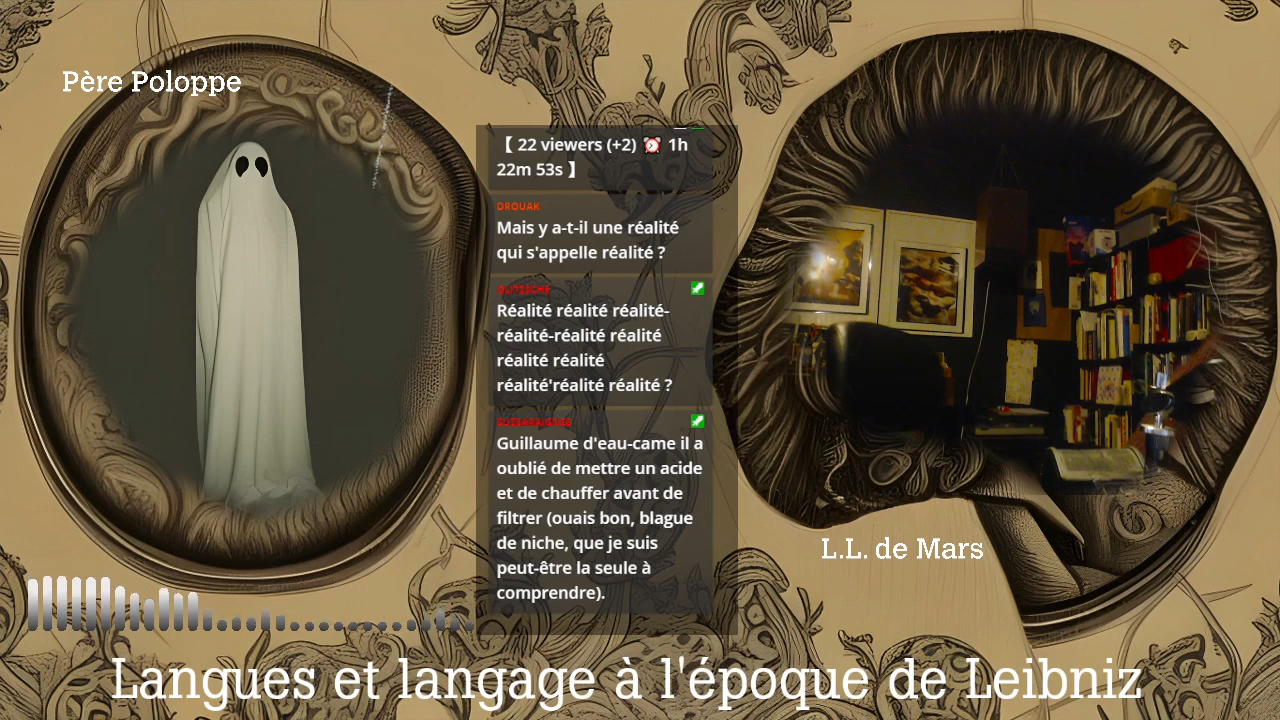 Père Poloppe
【 22 viewers (+2) ⏰ 1h
22m 53s 】
DROUAK
Mais y a-t-il une réalité
qui s'appelle réalité ?
Réalité réalité réalité-
réalité-réalité réalité
réalité réalité
réalité'réalité réalité ?
Guillaume d'eau-came il a
oublié de mettre un acide
et de chauffer avant de
filtrer (ouais bon, blague
de niche, que je suis
peut-être la seule à
comprendre).
L.L. de Mars
Langues et langage à l'époque de Leibniz